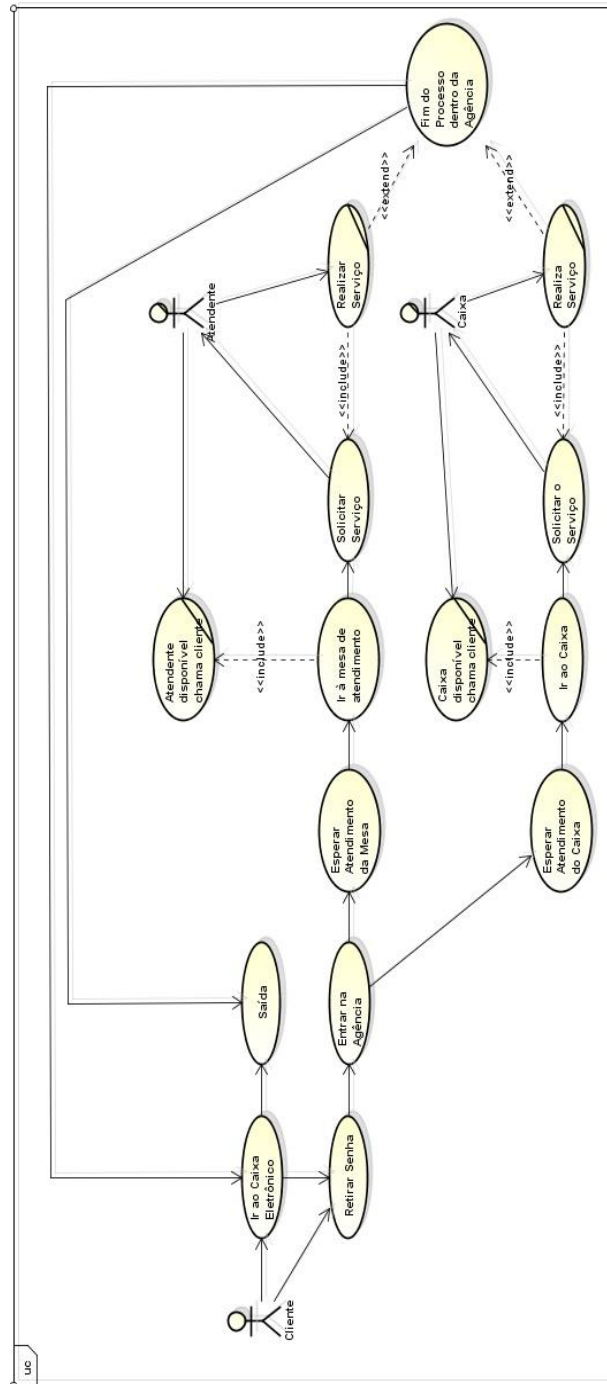 uc
Cliente
Ir ao Caixa
Eletrônico
Retirar Senha
Saída
Entrar na
Agência
Esperar
Atendimento
da Mesa
Esperar
Atendimento
do Caixa
Atendente
disponível
chama cliente
<<include>>
Ir à mesa de
atendimento
Caixa
disponível
chama cliente
<<include>>
Ir ao Caixa
Solicitar
Serviço
Solicitar o
Serviço
Atendente
<<include>>
Realizar
Serviço
Caixa
<<include>>
Realiza
Serviço
<<extend>>
<<extend>>
Fim do
Processo
dentro da
Agência